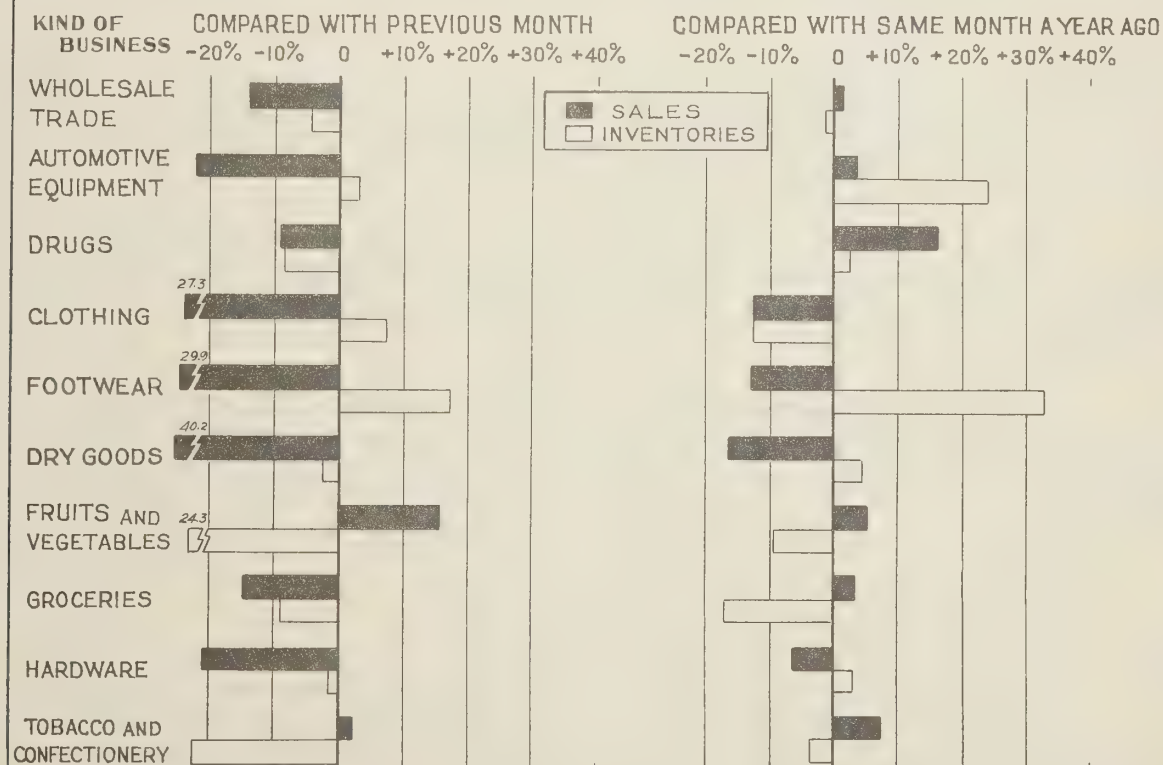 KIND OF
BUSINESS
COMPARED WITH PREVIOUS MONTH
-20% -10% 0 +10% +20% +30% +40%
COMPARED WITH SAME MONTH A YEAR AGO
-20% -10% 0 +10% +20% +30% +40%
SALES
INVENTORIES
WHOLESALE
TRADE
AUTOMOTIVE
EQUIPMENT
DRUGS
27.3
CLOTHING
29.9
FOOTWEAR
40.2
DRY GOODS
FRUITS AND
24.3
VEGETABLES
GROCERIES
HARDWARE
TOBACCO AND
CONFECTIONERY